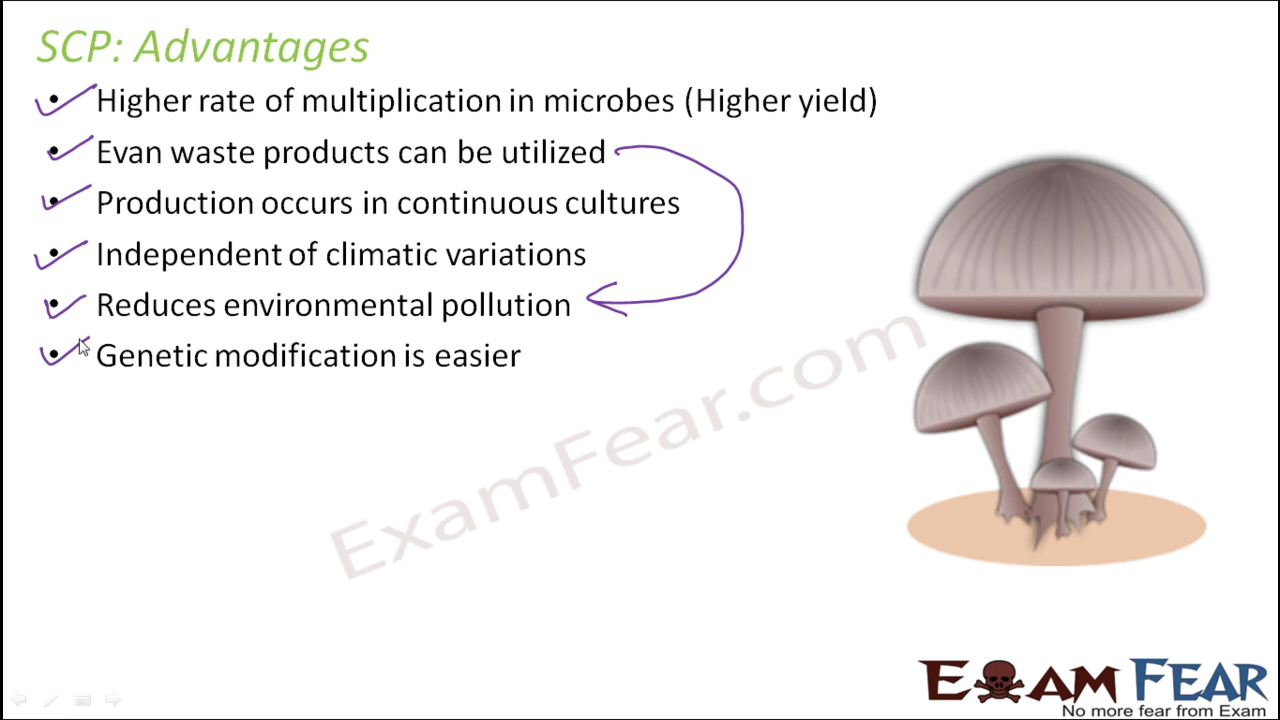 SCP: Advantages
• Higher rate of multiplication in microbes (Higher yield)
• Evan waste products can be utilized
• Production occurs in continuous cultures
• Independent of climatic variations
• Reduces environmental pollution
• Genetic modification is easier
ExamFear.com
EXAM FEAR
No more fear from Exam